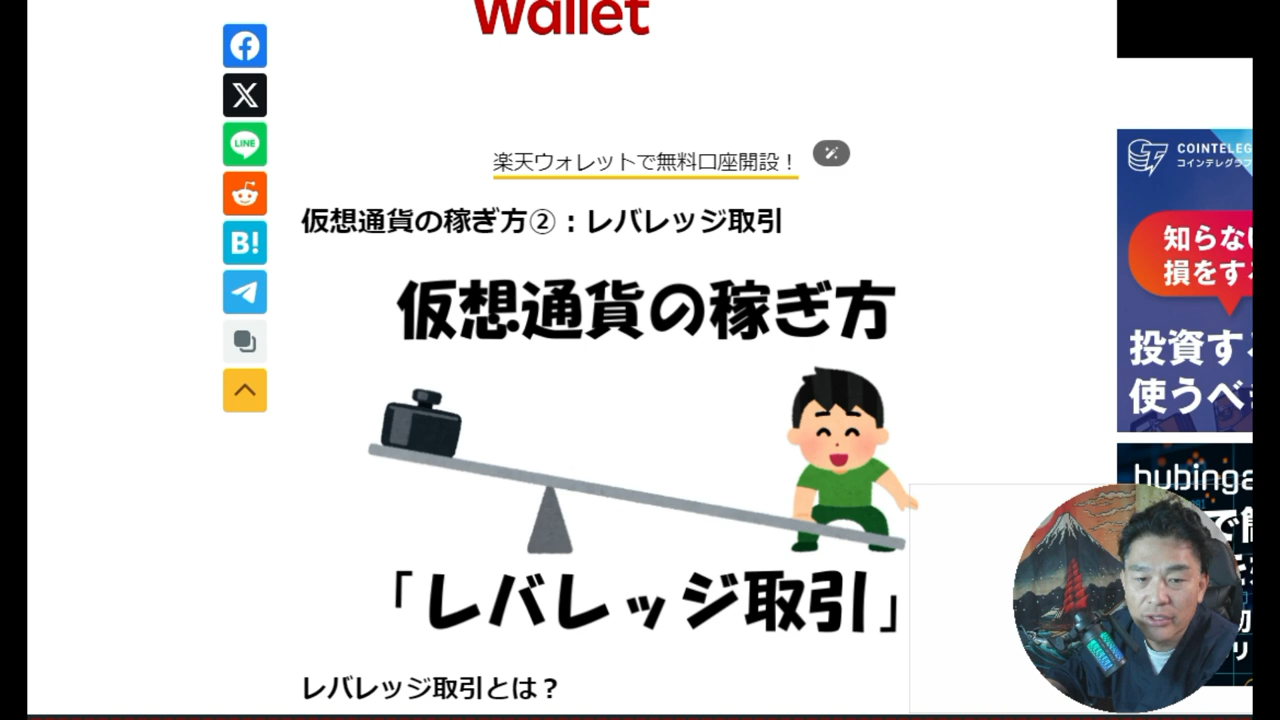 Wallet
楽天ウォレットで無料口座開設！
仮想通貨の稼ぎ方②：レバレッジ取引
仮想通貨の稼ぎ方
「レバレッジ取引」
レバレッジ取引とは？
LINE
B!
COINTELEG
コインテレグラフ
知らない
損をす
投資す
使うべ
hubinga